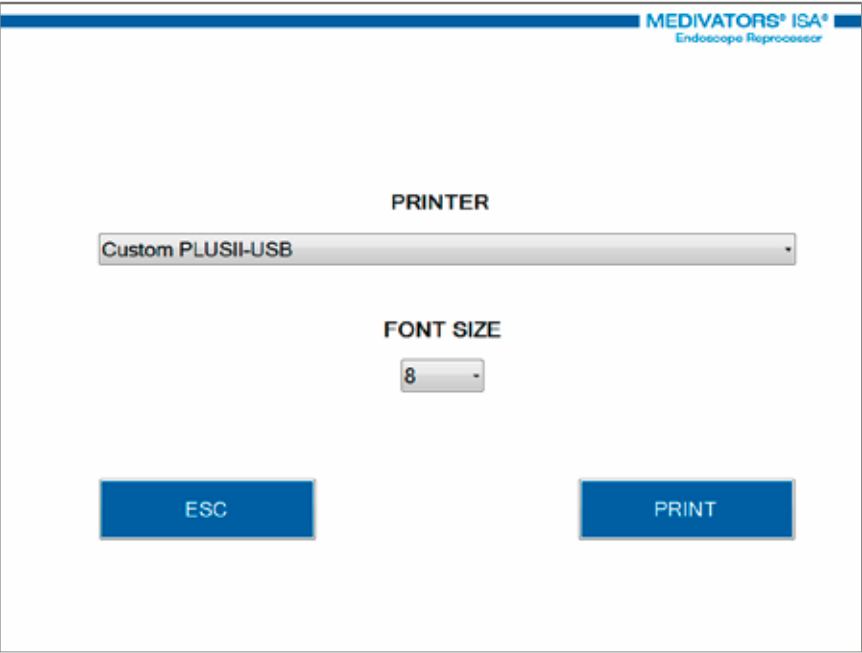 MEDIVATORS® ISA®
Endoscope Reprocessor
PRINTER
Custom PLUSII-USB
FONT SIZE
8
ESC PRINT